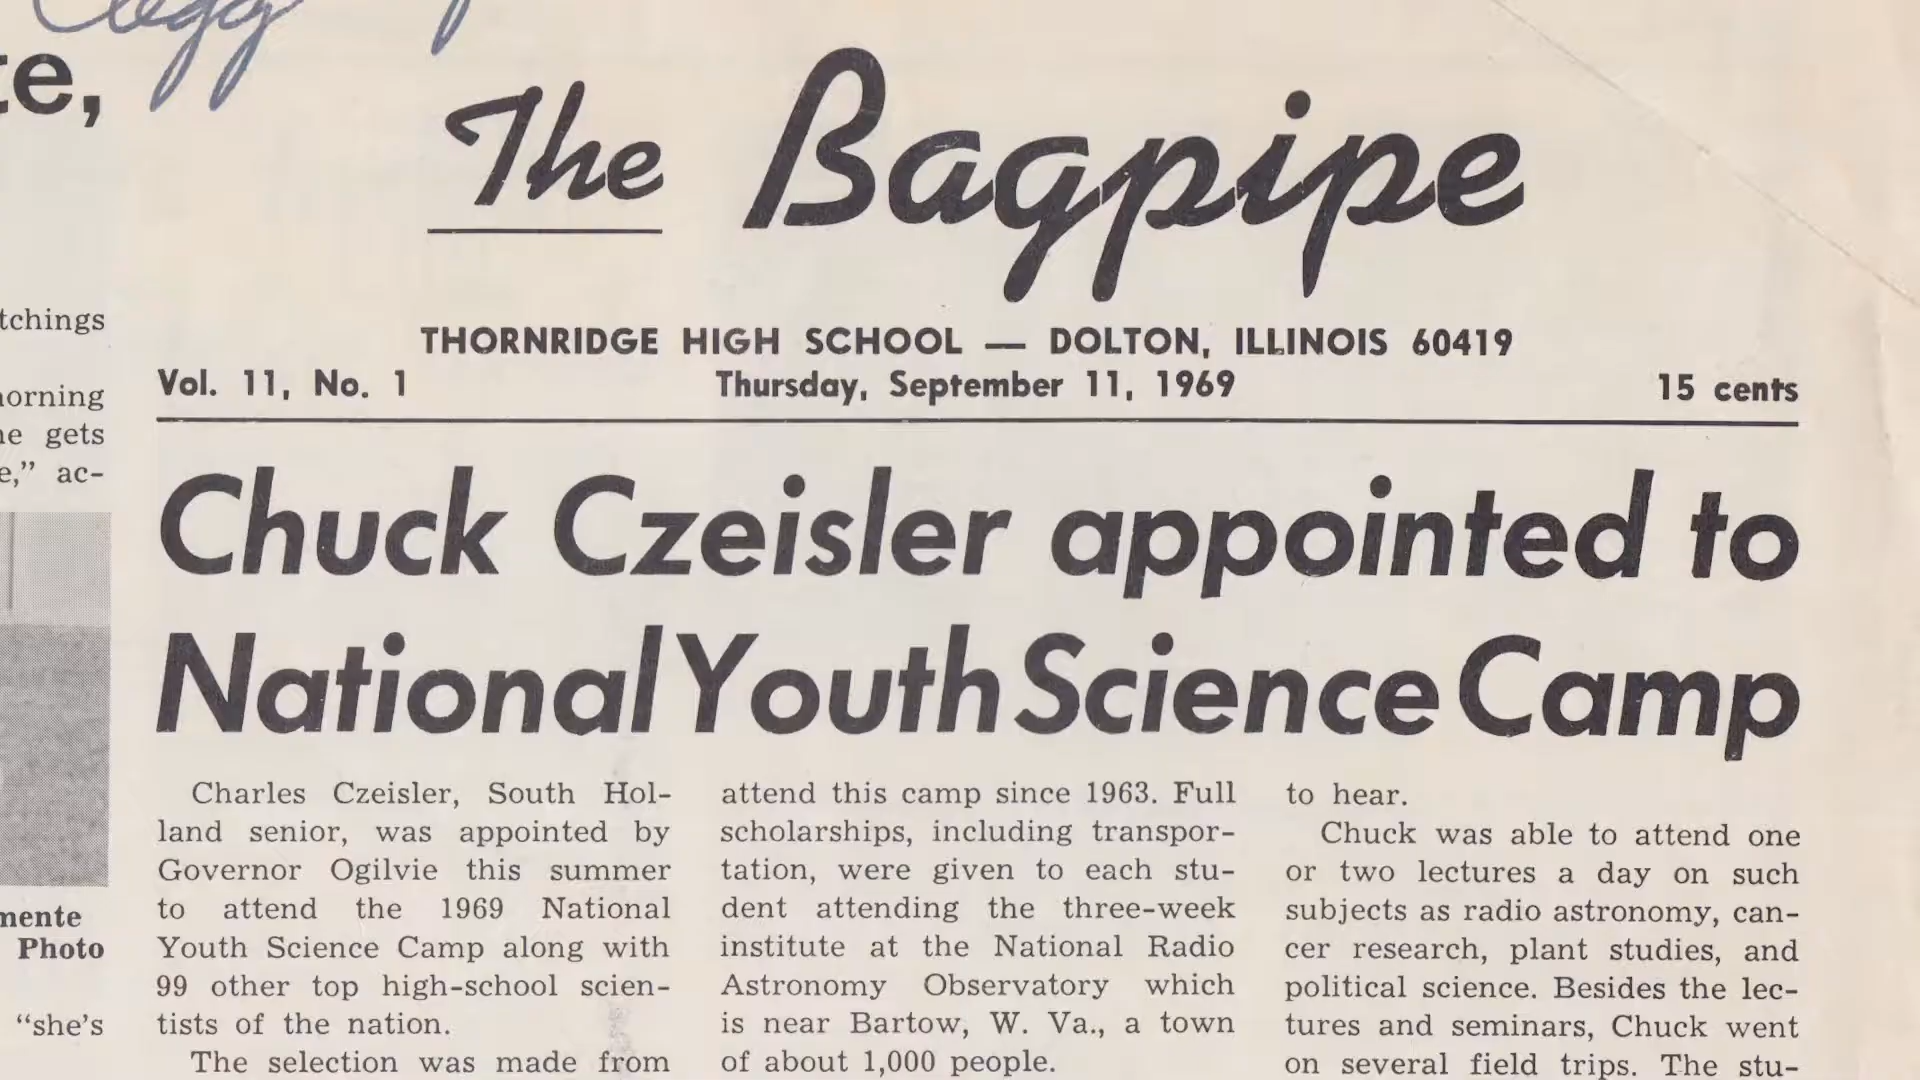 te,
tchings
morning
he gets
e,” ac-
mente
Photo
“she’s
The Bagpipe
THORNRIDGE HIGH SCHOOL — DOLTON, ILLINOIS 60419
Vol. 11, No. 1 Thursday, September 11, 1969 15 cents
Chuck Czeisler appointed to
National Youth Science Camp
Charles Czeisler, South Hol-
land senior, was appointed by
Governor Ogilvie this summer
to attend the 1969 National
Youth Science Camp along with
99 other top high-school scien-
tists of the nation.
The selection was made from
attend this camp since 1963. Full
scholarships, including transpor-
tation, were given to each stu-
dent attending the three-week
institute at the National Radio
Astronomy Observatory which
is near Bartow, W. Va., a town
of about 1,000 people.
to hear.
Chuck was able to attend one
or two lectures a day on such
subjects as radio astronomy, can-
cer research, plant studies, and
political science. Besides the lec-
tures and seminars, Chuck went
on several field trips. The stu-